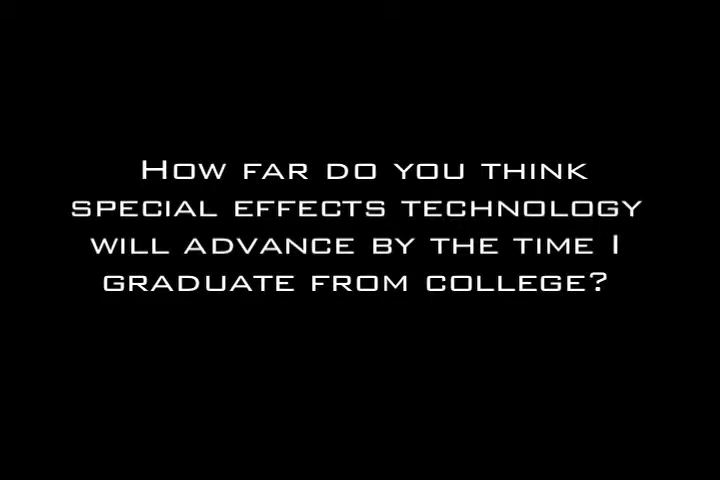 How far do you think
special effects technology
will advance by the time I
graduate from college?